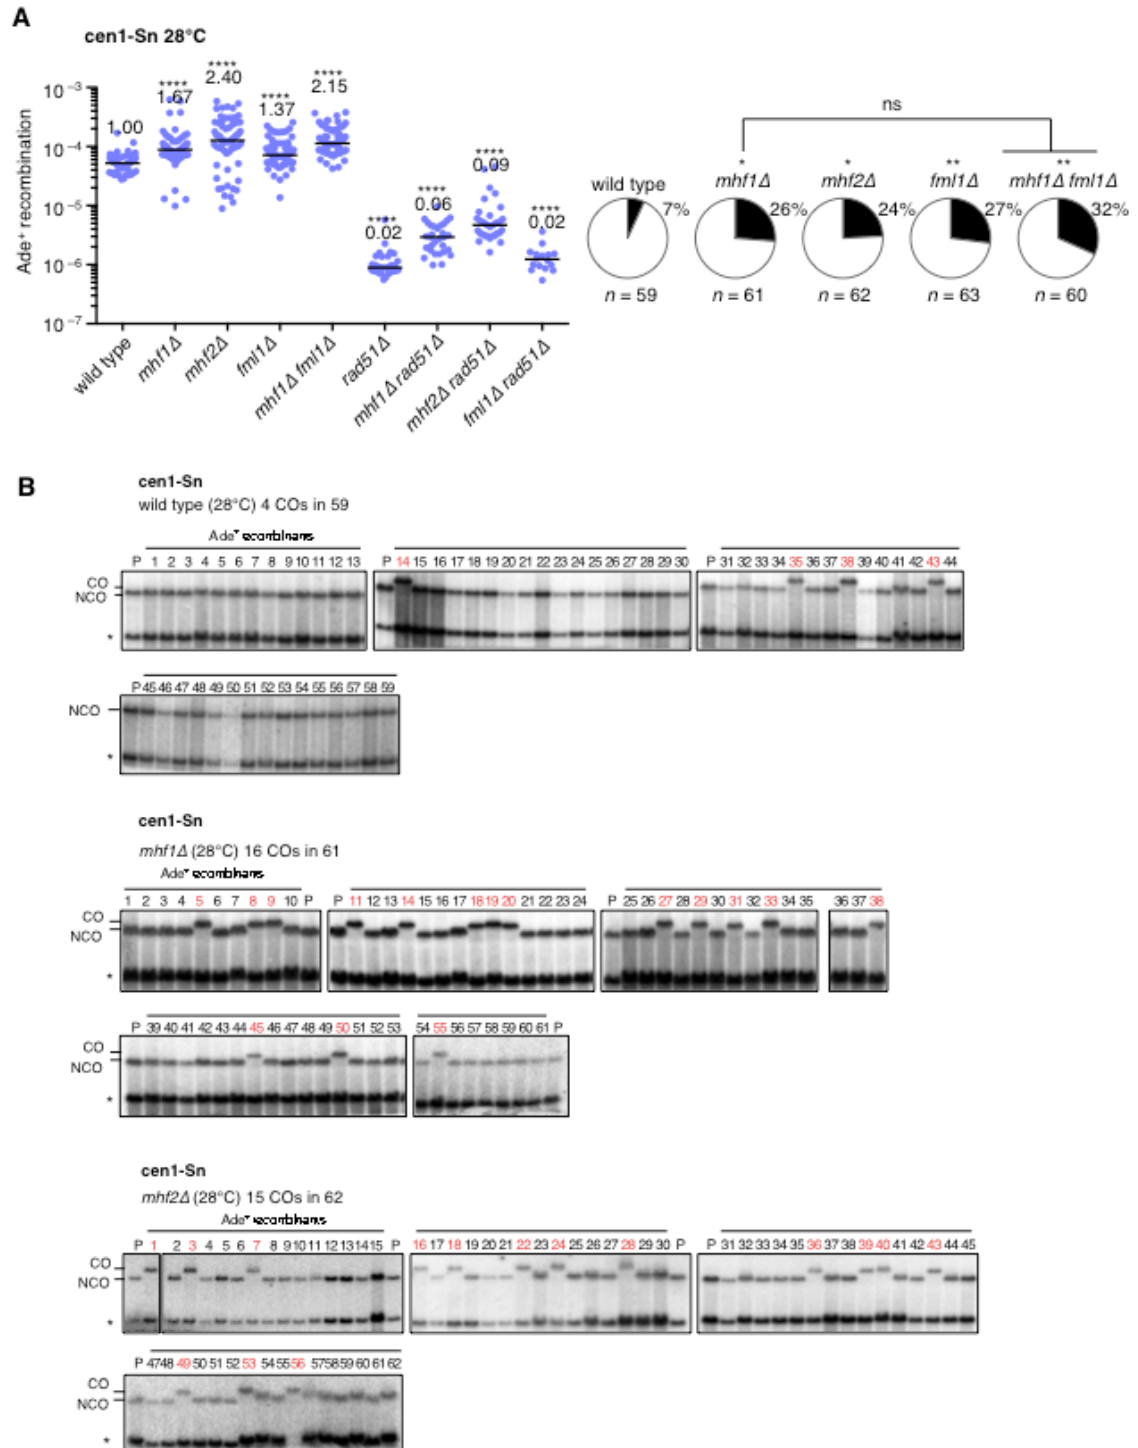 A
cen1-Sn 28°C
Ade⁺ recombination
10⁻³
10⁻⁴
10⁻⁵
10⁻⁶
10⁻⁷
1.00
****
1.67
****
2.40
****
1.37
****
2.15
****
0.02
****
0.06
****
0.09
****
0.02
wild type
mhf1Δ
mhf2Δ
fml1Δ
mhf1Δ fml1Δ
rad51Δ
mhf1Δ rad51Δ
mhf2Δ rad51Δ
fml1Δ rad51Δ
ns
* * ** **
wild type mhf1Δ mhf2Δ fml1Δ mhf1Δ fml1Δ
7% 26% 24% 27% 32%
n = 59 n = 61 n = 62 n = 63 n = 60
B
cen1-Sn
wild type (28°C) 4 COs in 59
Ade⁺ recombinants
P 1 2 3 4 5 6 7 8 9 10 11 12 13 P 14 15 16 17 18 19 20 21 22 23 24 25 26 27 28 29 30 P 31 32 33 34 35 36 37 38 39 40 41 42 43 44
CO
NCO
*
P 45 46 47 48 49 50 51 52 53 54 55 56 57 58 59
NCO
*
cen1-Sn
mhf1Δ (28°C) 16 COs in 61
Ade⁺ recombinants
1 2 3 4 5 6 7 8 9 10 P P 11 12 13 14 15 16 17 18 19 20 21 22 23 24 P 25 26 27 28 29 30 31 32 33 34 35 36 37 38
CO
NCO
*
P 39 40 41 42 43 44 45 46 47 48 49 50 51 52 53 54 55 56 57 58 59 60 61 P
CO
NCO
*
cen1-Sn
mhf2Δ (28°C) 15 COs in 62
Ade⁺ recombinants
P 1 2 3 4 5 6 7 8 9 10 11 12 13 14 15 P 16 17 18 19 20 21 22 23 24 25 26 27 28 29 30 P P 31 32 33 34 35 36 37 38 39 40 41 42 43 44 45
CO
NCO
*
P 47 48 49 50 51 52 53 54 55 56 57 58 59 60 61 62
CO
NCO
*